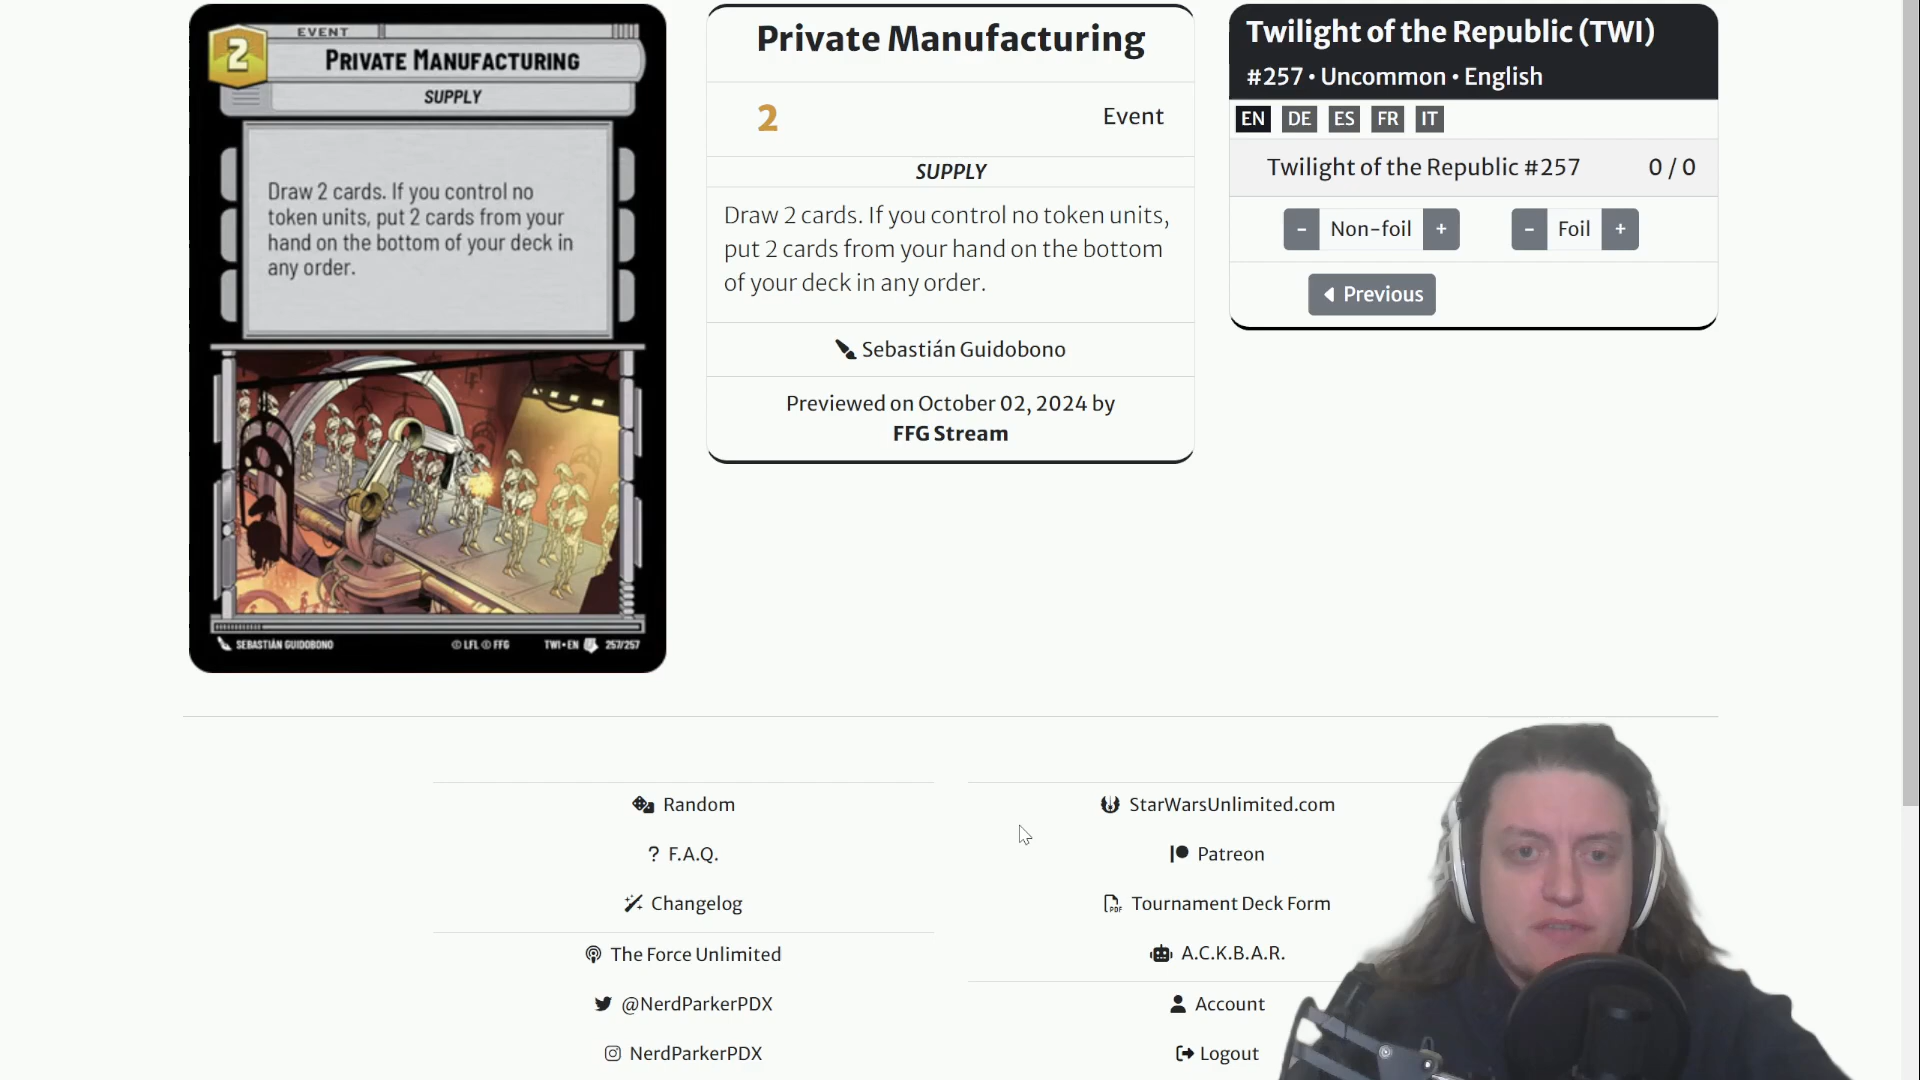 EVENT
2
PRIVATE MANUFACTURING
SUPPLY
Draw 2 cards. If you control no
token units, put 2 cards from your
hand on the bottom of your deck in
any order.
SEBASTIÁN GUIDOBONO
© LFL © FFG
TWI • EN
257/257
Private Manufacturing
2
Event
SUPPLY
Draw 2 cards. If you control no token units,
put 2 cards from your hand on the bottom
of your deck in any order.
Sebastián Guidobono
Previewed on October 02, 2024 by
FFG Stream
Twilight of the Republic (TWI)
#257 • Uncommon • English
EN DE ES FR IT
Twilight of the Republic #257 0 / 0
- Non-foil + - Foil +
Previous
Random
? F.A.Q.
Changelog
The Force Unlimited
@NerdParkerPDX
NerdParkerPDX
StarWarsUnlimited.com
Patreon
PDF Tournament Deck Form
A.C.K.B.A.R.
Account
Logout